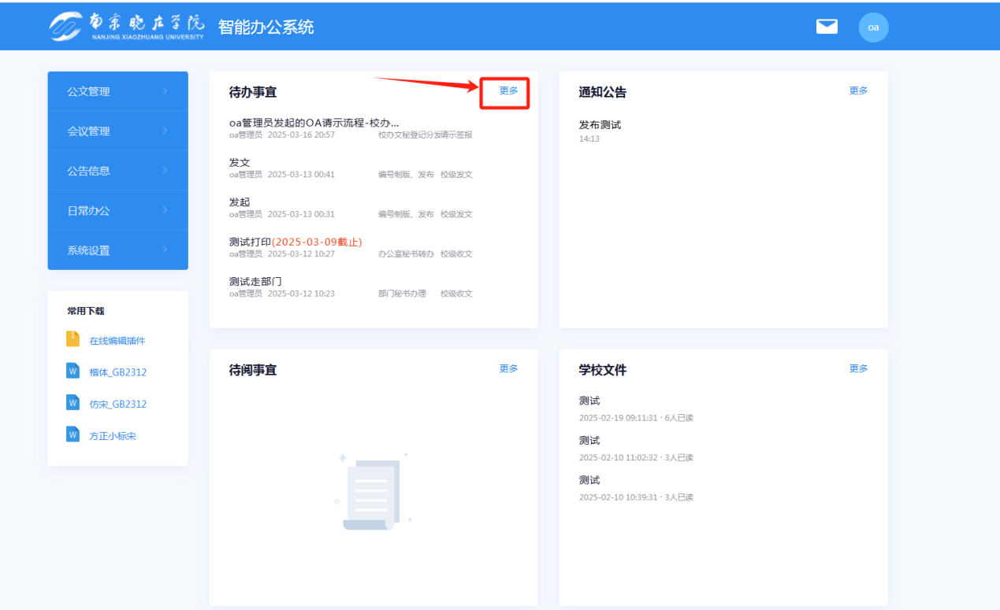 南京晓庄学院
NANJING XIAOZHUANG UNIVERSITY
智能办公系统
oa
公文管理
会议管理
公告信息
日常办公
系统设置
常用下载
在线编辑插件
楷体_GB2312
仿宋_GB2312
方正小标宋
待办事宜 更多
oa管理员发起的OA请示流程-校办...
oa管理员 2025-03-16 20:57 校办文秘登记分发请示签报
发文
oa管理员 2025-03-13 00:41 编号制版、发布 校级发文
发起
oa管理员 2025-03-13 00:31 编号制版、发布 校级发文
测试打印(2025-03-09截止)
oa管理员 2025-03-12 10:27 办公室秘书转办 校级收文
测试走部门
oa管理员 2025-03-12 10:23 部门秘书办理 校级收文
通知公告 更多
发布测试
14:13
待阅事宜 更多
学校文件 更多
测试
2025-02-19 09:11:31 · 6人已读
测试
2025-02-10 11:02:32 · 3人已读
测试
2025-02-10 10:39:31 · 3人已读
W
W
W